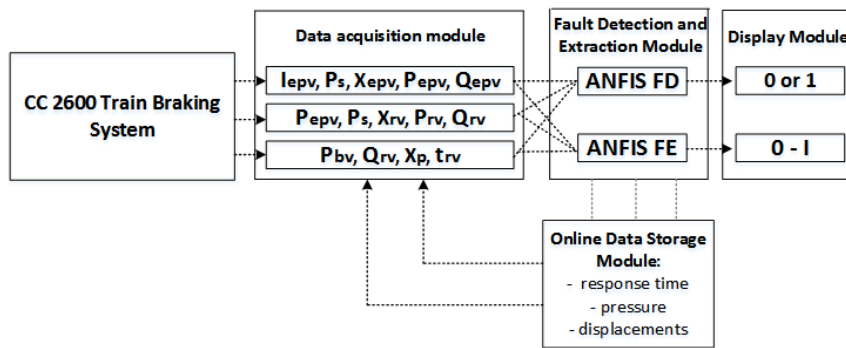 Data acquisition module
Fault Detection and
Extraction Module
Display Module
CC 2600 Train Braking
System
Iepv, Ps, Xepv, Pepv, Qepv
Pepv, Ps, Xrv, Prv, Qrv
Pbv, Qrv, Xp, trv
ANFIS FD
ANFIS FE
0 or 1
0 - I
Online Data Storage
Module:
- response time
- pressure
- displacements